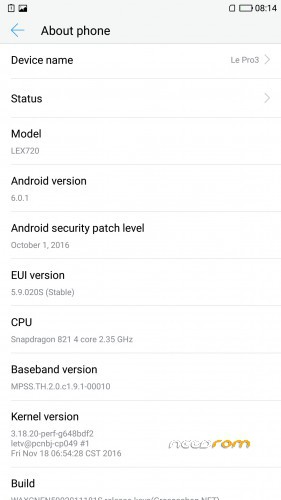 08:14
About phone
Device name
Le Pro3
Status
Model
LEX720
Android version
6.0.1
Android security patch level
October 1, 2016
EUI version
5.9.020S (Stable)
CPU
Snapdragon 821 4 core 2.35 GHz
Baseband version
MPSS.TH.2.0.c1.9.1-00010
Kernel version
3.18.20-perf-g648bdf2
letv@pcnbj-cp049 #1
Fri Nov 18 06:54:28 CST 2016
needrom
Build